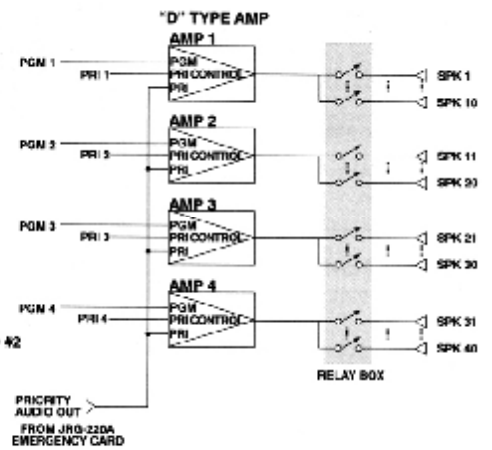 "D" TYPE AMP
AMP 1
PGM 1
PGM
PRI 1
PRI CONTROL
PRI
SPK 1
SPK 10
AMP 2
PGM 2
PGM
PRI 2
PRI CONTROL
PRI
SPK 11
SPK 20
AMP 3
PGM 3
PGM
PRI 3
PRI CONTROL
PRI
SPK 21
SPK 30
AMP 4
PGM 4
PGM
PRI 4
PRI CONTROL
PRI
SPK 31
SPK 40
#2
RELAY BOX
PRIORITY
AUDIO OUT
FROM JRG-220A
EMERGENCY CARD